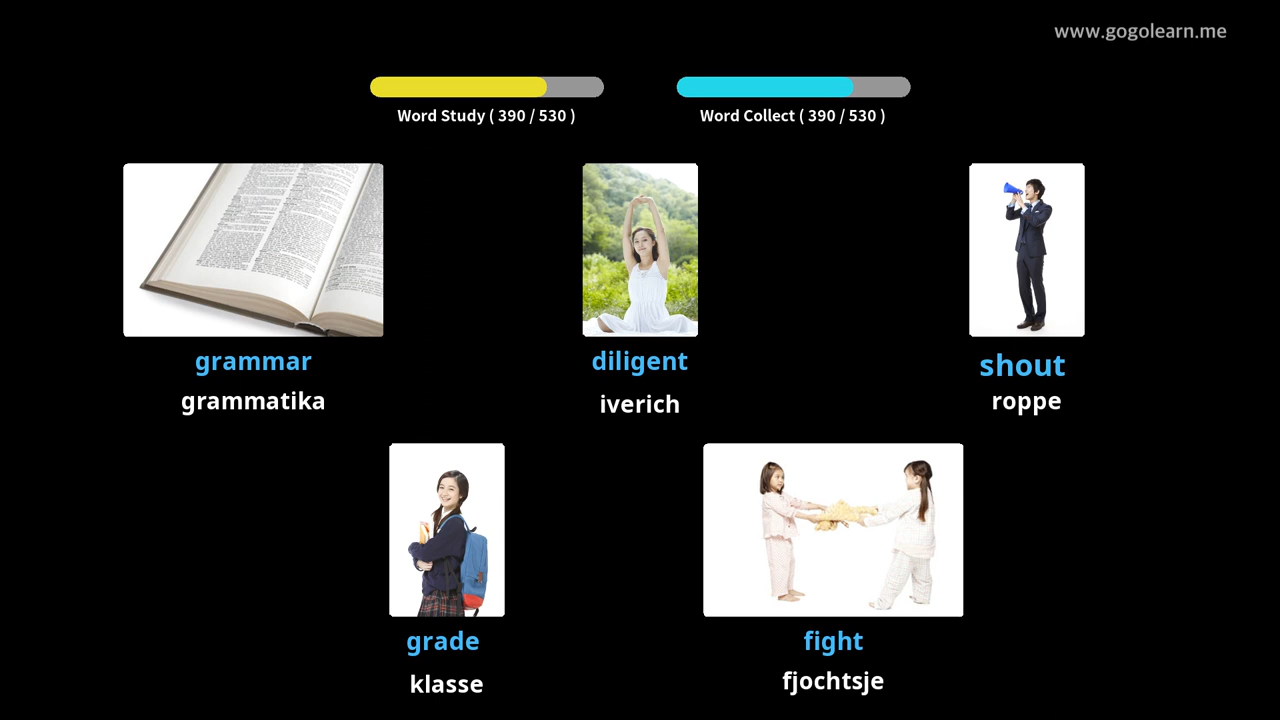 www.gogolearn.me
Word Study ( 390 / 530 )
Word Collect ( 390 / 530 )
grammar
grammatika
diligent
iverich
shout
roppe
grade
klasse
fight
fjochtsje